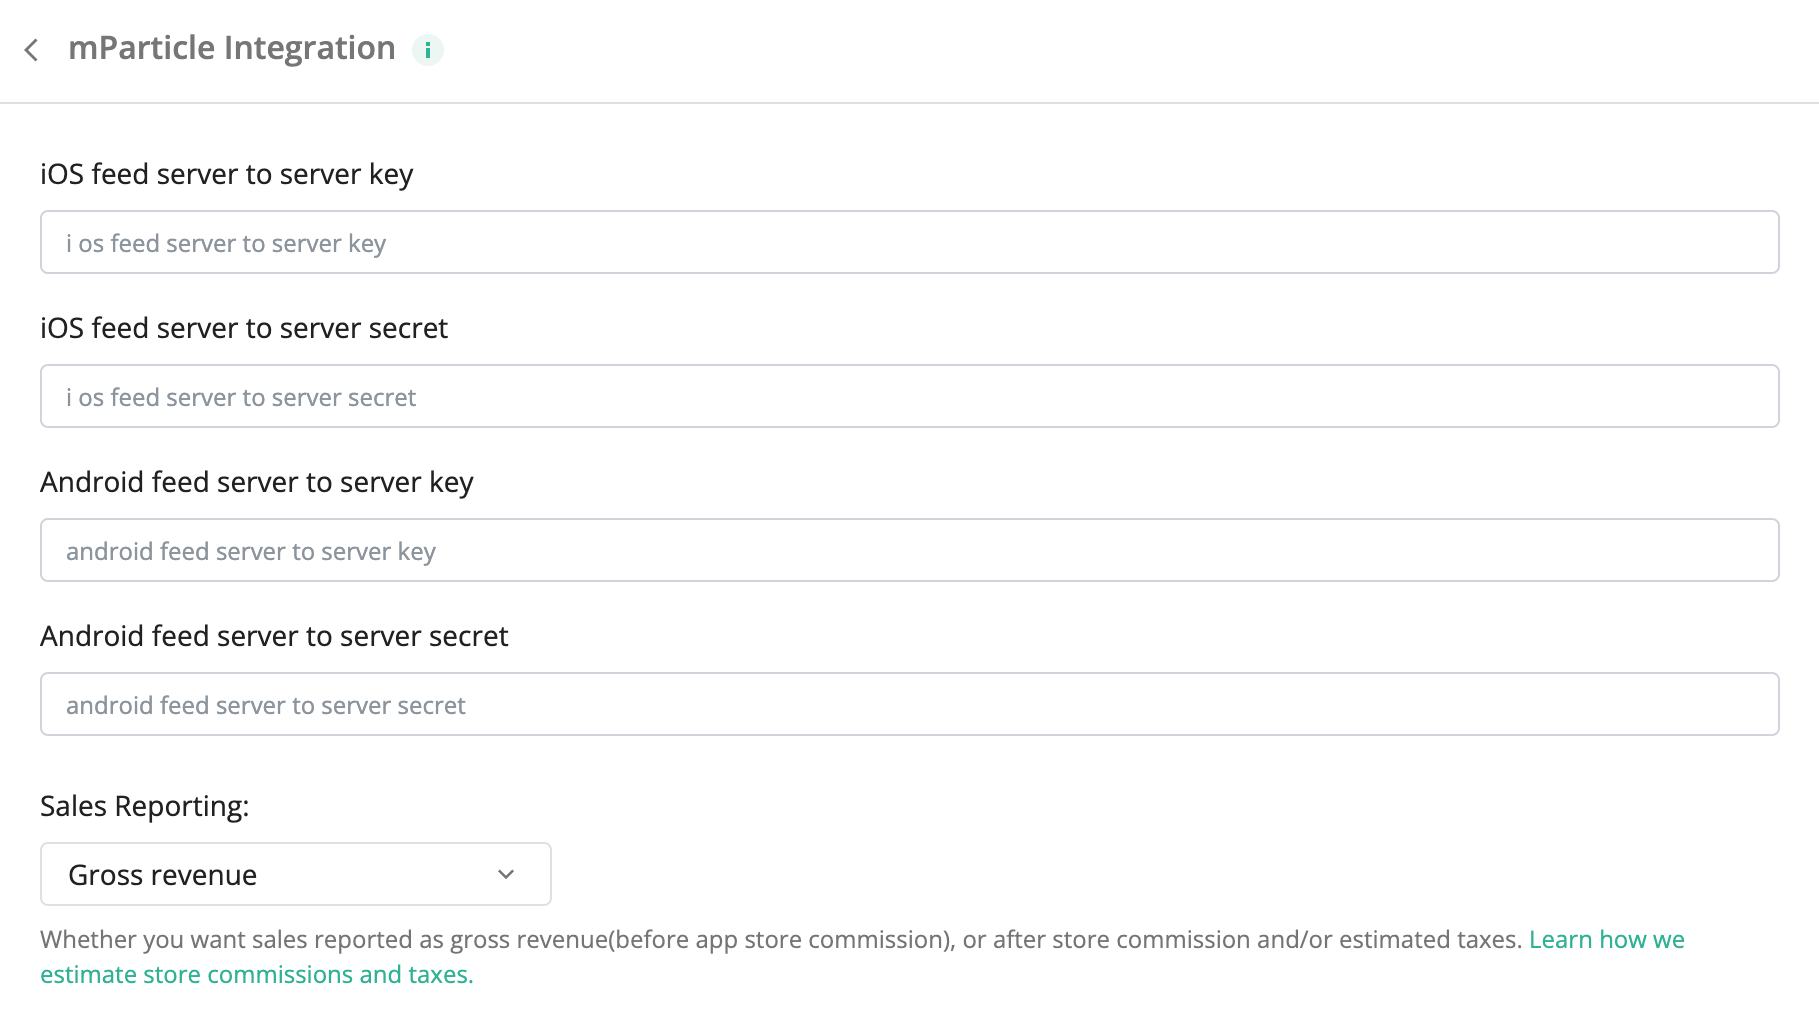 mParticle Integration i
iOS feed server to server key
i os feed server to server key
iOS feed server to server secret
i os feed server to server secret
Android feed server to server key
android feed server to server key
Android feed server to server secret
android feed server to server secret
Sales Reporting:
Gross revenue
Whether you want sales reported as gross revenue(before app store commission), or after store commission and/or estimated taxes. Learn how we
estimate store commissions and taxes.